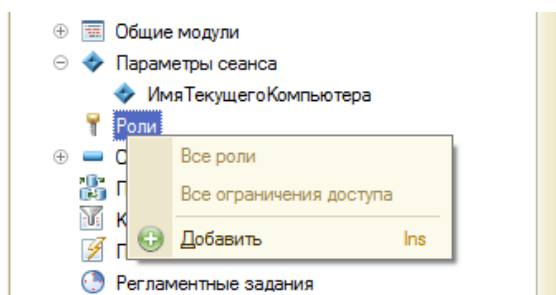 Общие модули
Параметры сеанса
ИмяТекущегоКомпьютера
Роли
Все роли
Все ограничения доступа
Добавить Ins
Регламентные задания